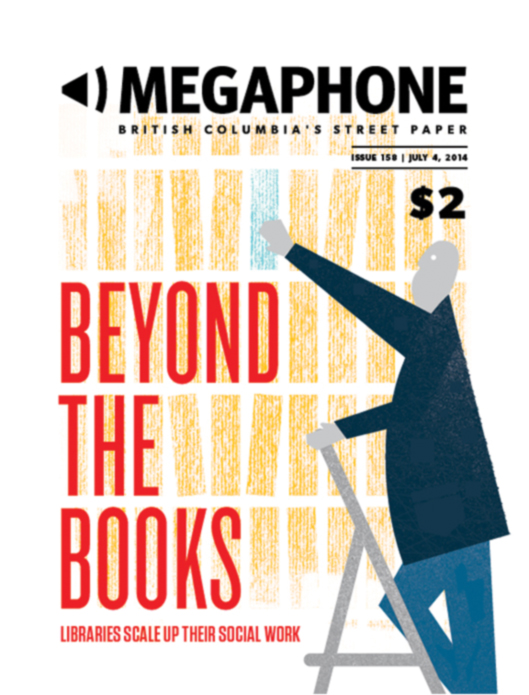 MEGAPHONE
BRITISH COLUMBIA'S STREET PAPER
ISSUE 158 | JULY 4, 2014
$2
BEYOND
THE
BOOKS
LIBRARIES SCALE UP THEIR SOCIAL WORK